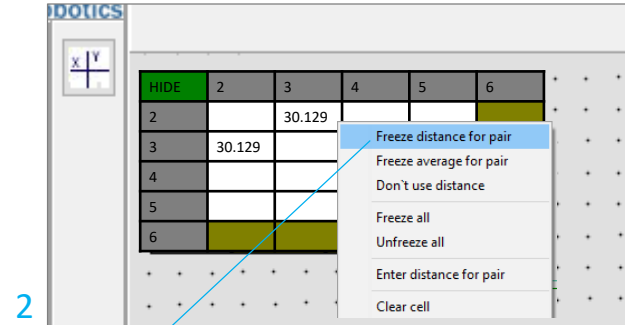 obotics
X Y
HIDE 2 3 4 5 6
2 30.129
3 30.129
4
5
6
Freeze distance for pair
Freeze average for pair
Don`t use distance
Freeze all
Unfreeze all
Enter distance for pair
Clear cell
2